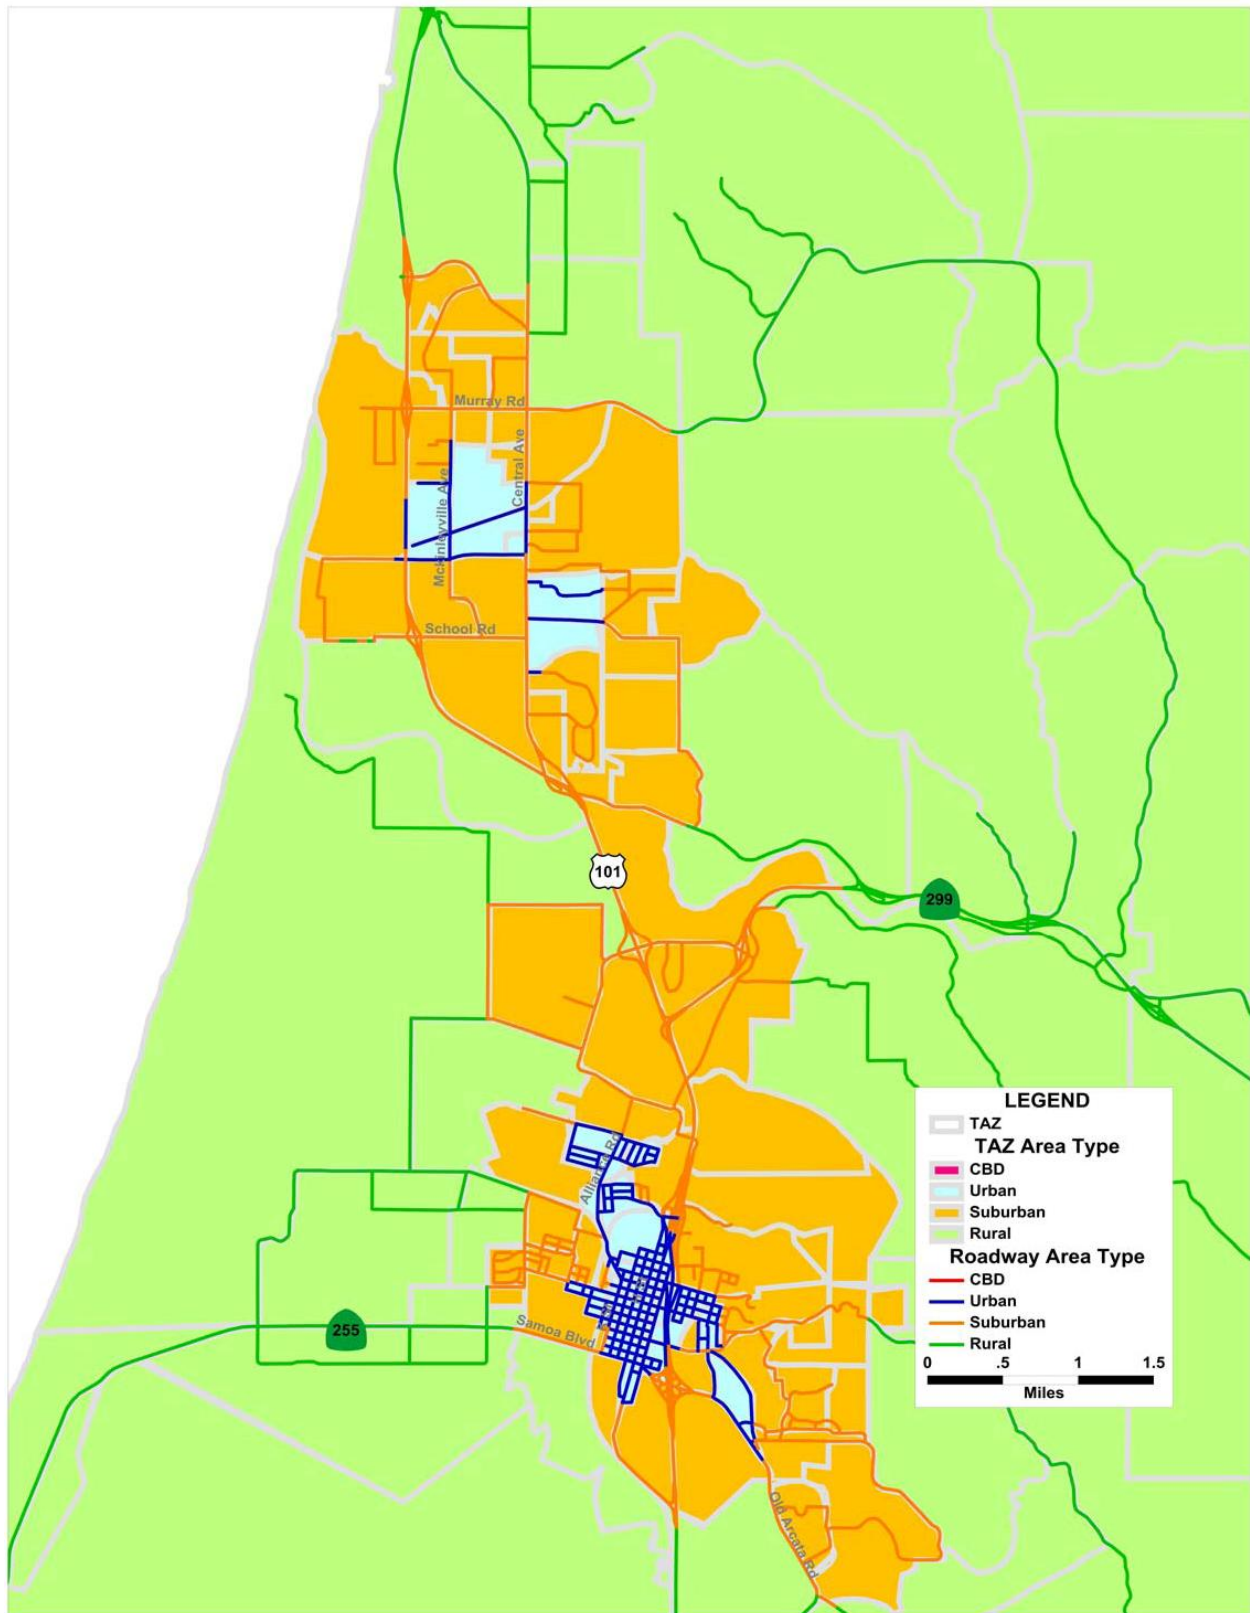 Murray Rd
Central Ave
Mckinleyville Ave
School Rd
101
299
Alliance Rd
255
Samoa Blvd
Old Arcata Rd
LEGEND
TAZ
TAZ Area Type
CBD
Urban
Suburban
Rural
Roadway Area Type
CBD
Urban
Suburban
Rural
0 .5 1 1.5
Miles